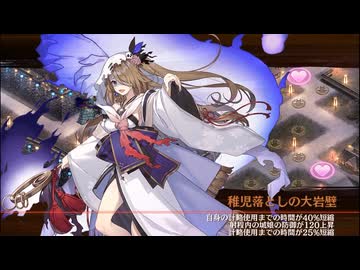 稚児落としの大岩壁
自身の計略使用までの時間が40%短縮
射程内の城娘の防御が120上昇
計略使用までの時間が25%短縮